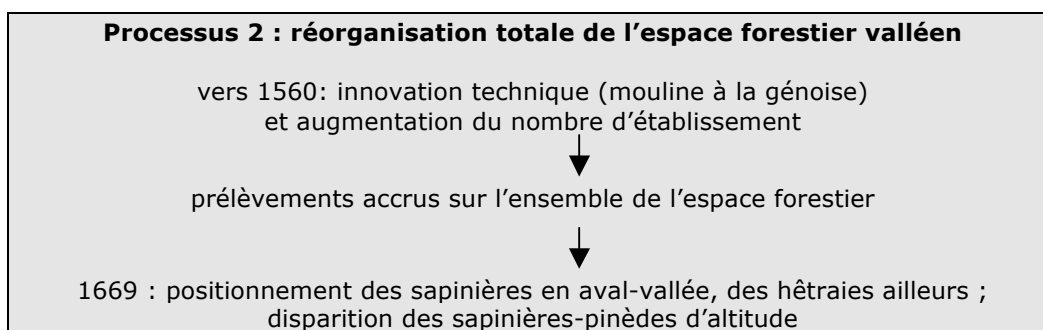 Processus 2 : réorganisation totale de l’espace forestier valléen
vers 1560: innovation technique (mouline à la génoise)
et augmentation du nombre d’établissement
prélèvements accrus sur l’ensemble de l’espace forestier
1669 : positionnement des sapinières en aval-vallée, des hêtraies ailleurs ;
disparition des sapinières-pinèdes d’altitude